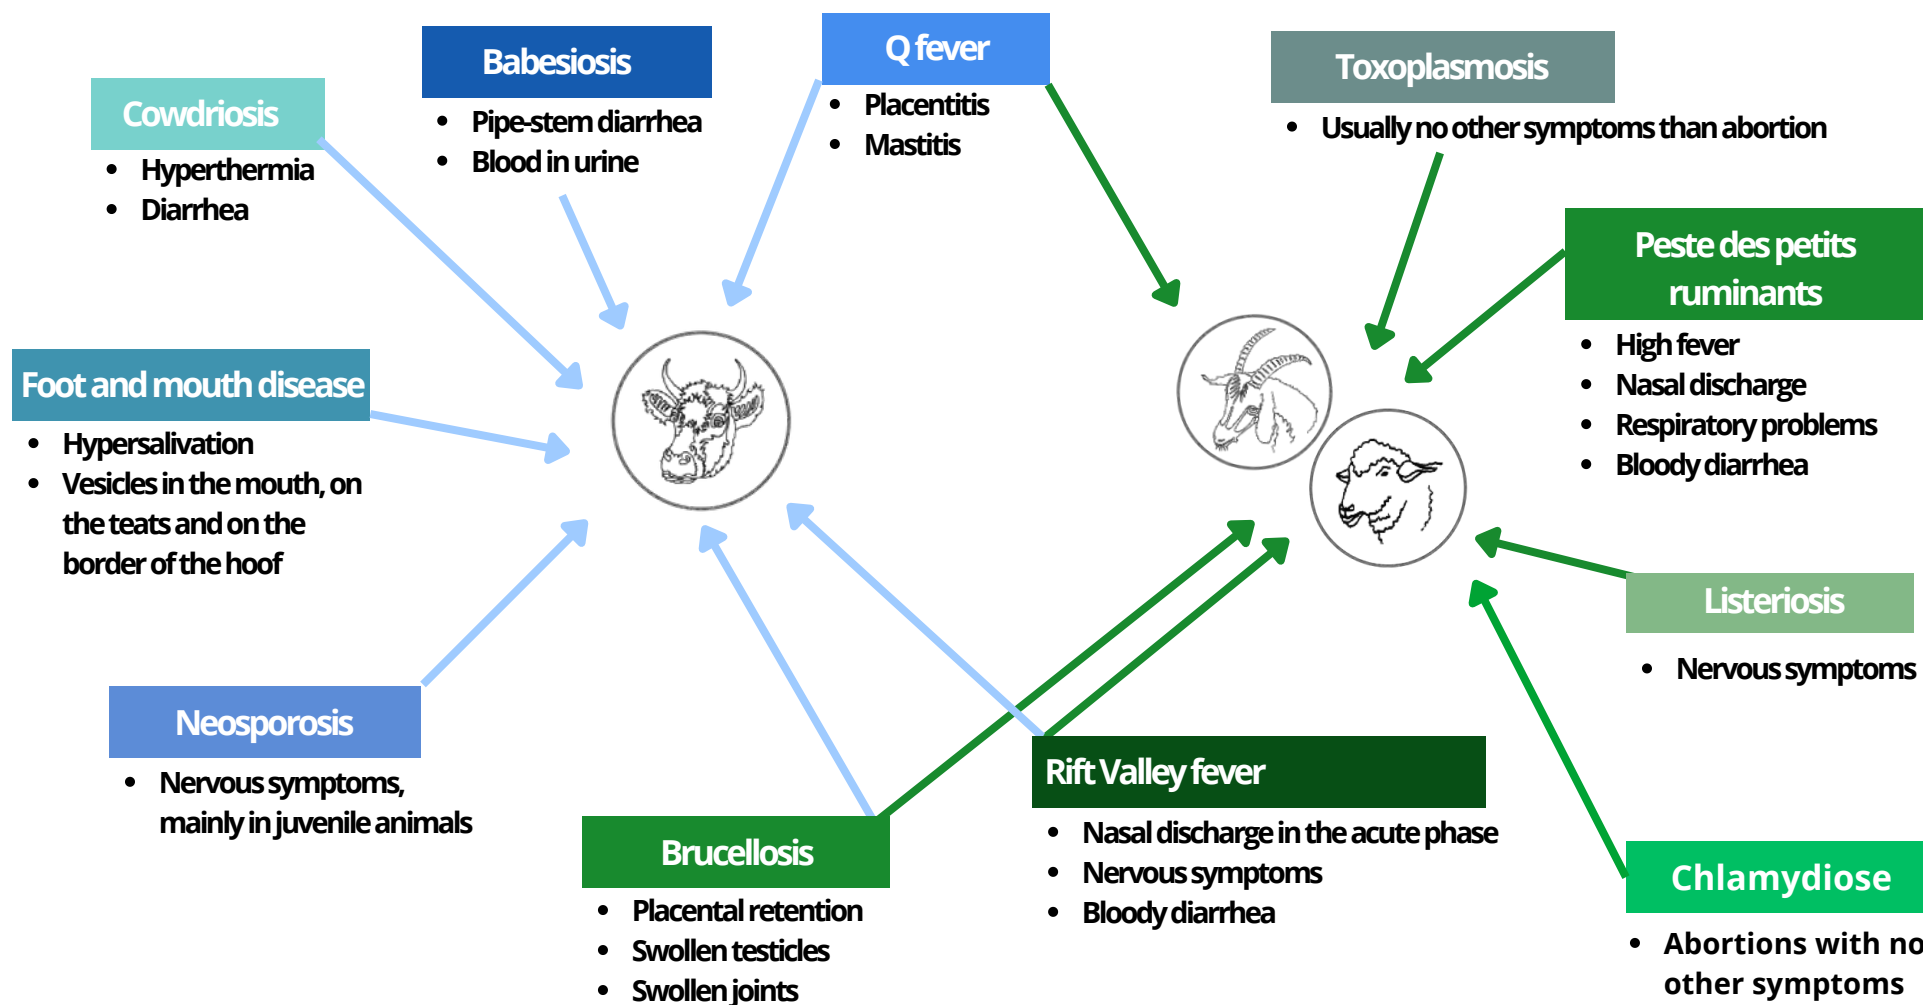 Cowdriosis
• Hyperthermia
• Diarrhea
Babesiosis
• Pipe-stem diarrhea
• Blood in urine
Q fever
• Placentitis
• Mastitis
Toxoplasmosis
• Usually no other symptoms than abortion
Peste des petits
ruminants
• High fever
• Nasal discharge
• Respiratory problems
• Bloody diarrhea
Foot and mouth disease
• Hypersalivation
• Vesicles in the mouth, on
the teats and on the
border of the hoof
Listeriosis
• Nervous symptoms
Neosporosis
• Nervous symptoms,
mainly in juvenile animals
Brucellosis
• Placental retention
• Swollen testicles
• Swollen joints
Rift Valley fever
• Nasal discharge in the acute phase
• Nervous symptoms
• Bloody diarrhea
Chlamydiose
• Abortions with no
other symptoms